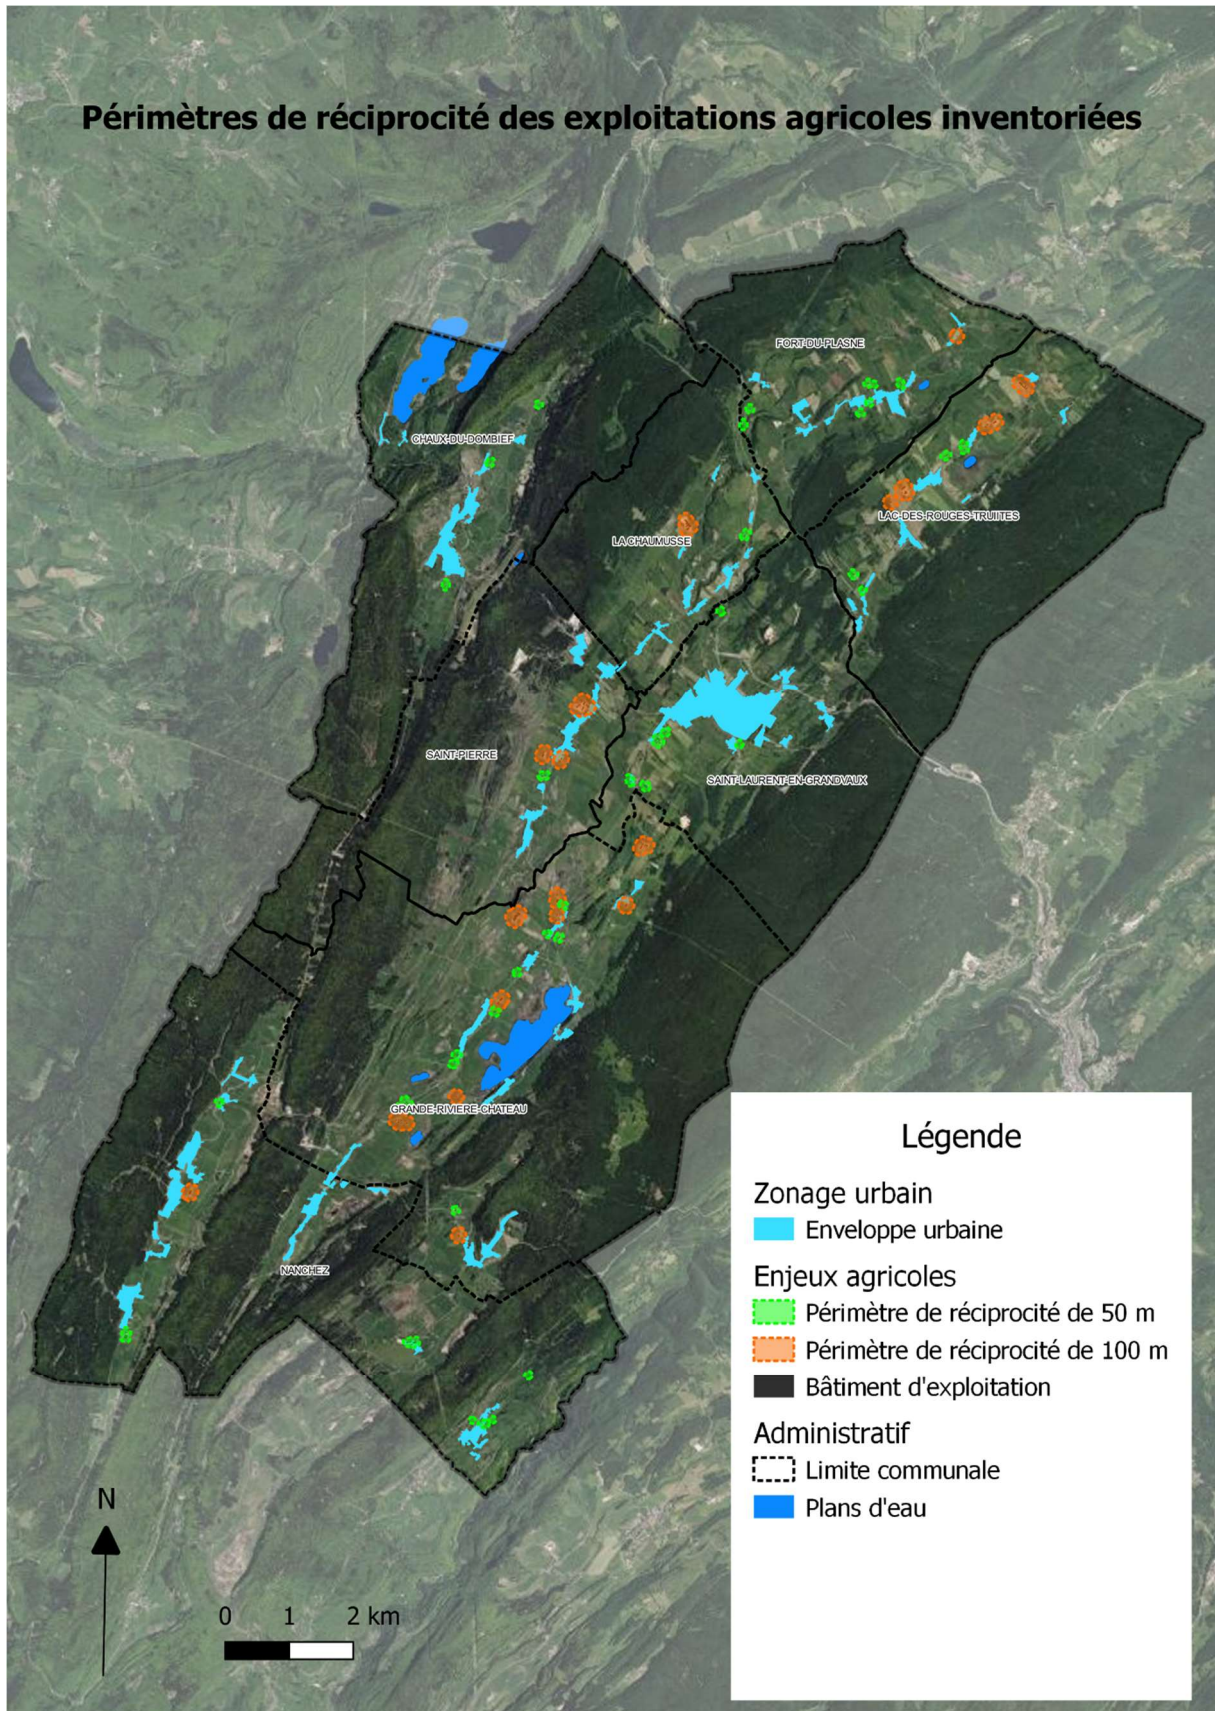 Périmètres de réciprocité des exploitations agricoles inventoriées
FORT-DU-PLASNE
CHAUX-DU-DOMBIEF
LAC-DES-ROUGES-TRUITES
LA CHAUMUSSE
SAINT-PIERRE
SAINT-LAURENT-EN-GRANDVAUX
GRANDE-RIVIERE-CHATEAU
NANCHEZ
Légende
Zonage urbain
Enveloppe urbaine
Enjeux agricoles
Périmètre de réciprocité de 50 m
Périmètre de réciprocité de 100 m
Bâtiment d'exploitation
Administratif
Limite communale
Plans d'eau
N
0 1 2 km